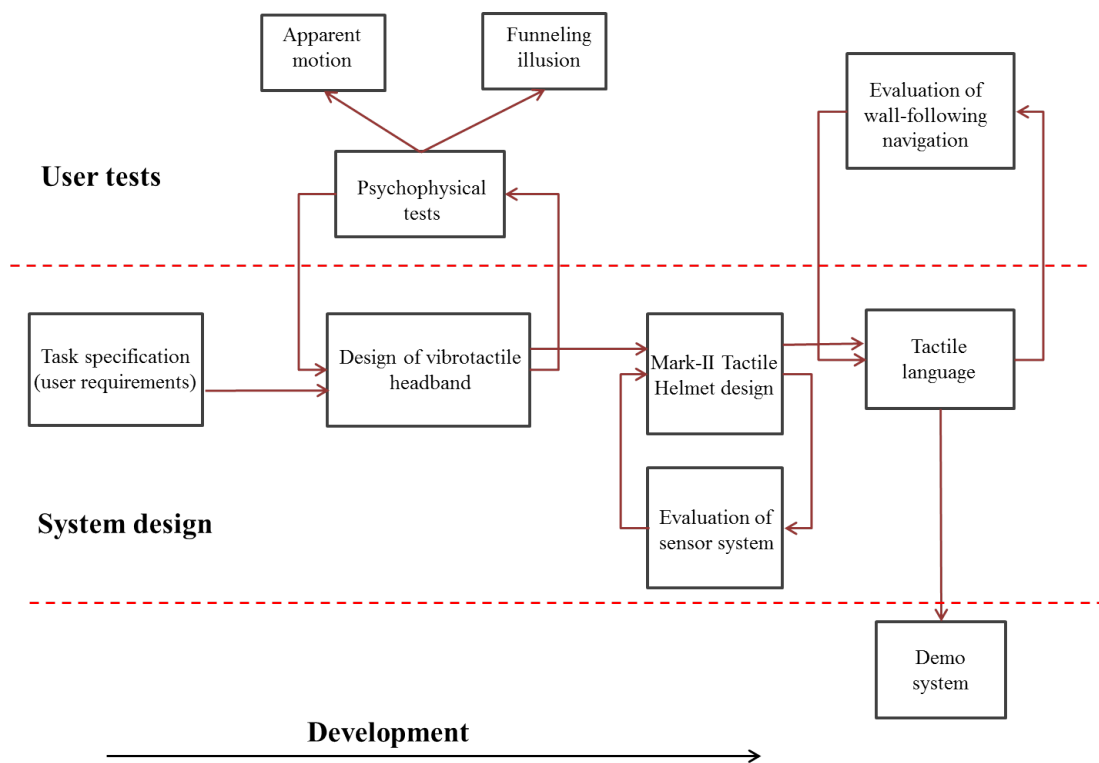 Apparent
motion
Funneling
illusion
Evaluation of
wall-following
navigation
User tests
Psychophysical
tests
Task specification
(user requirements)
Design of vibrotactile
headband
Mark-II Tactile
Helmet design
Tactile
language
System design
Evaluation of
sensor system
Demo
system
Development